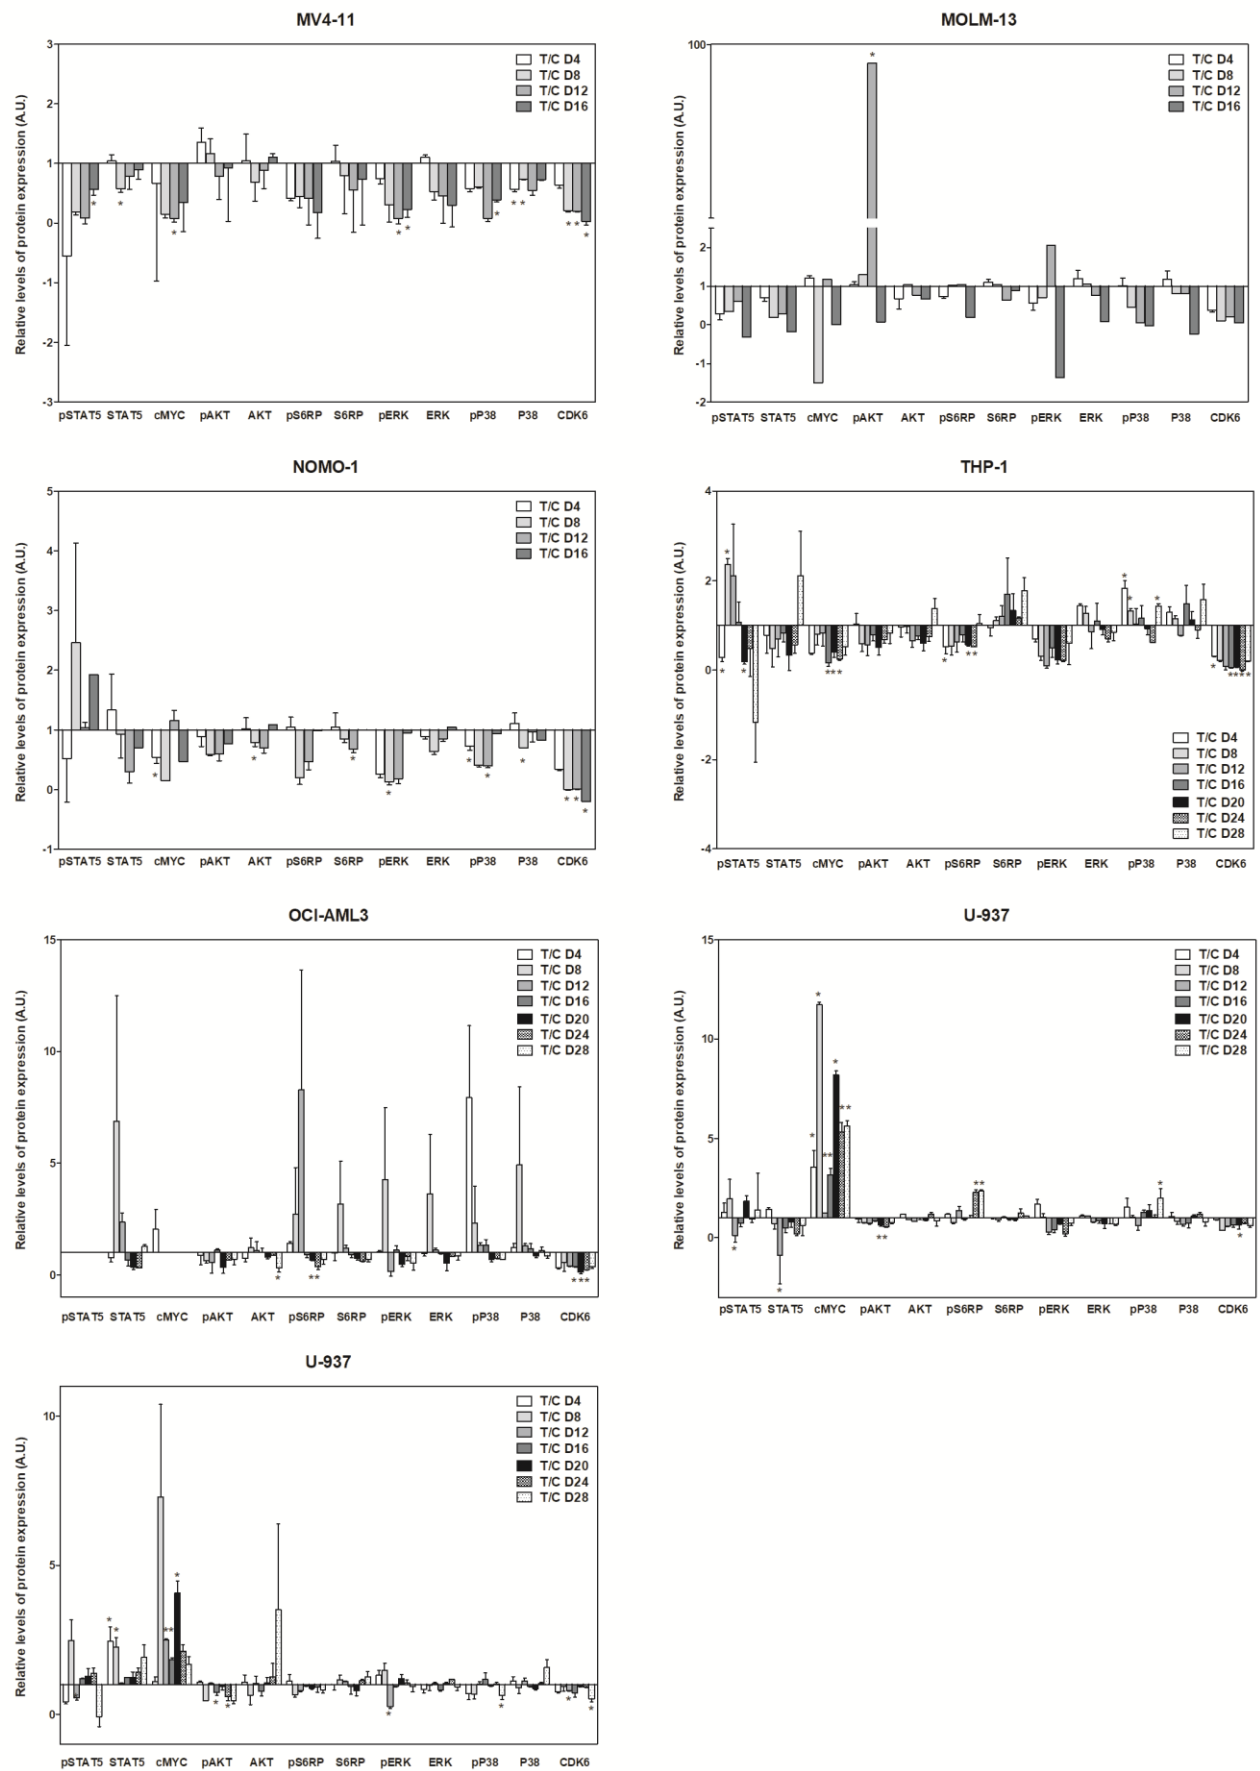 MV4-11
Relative levels of protein expression (A.U.)
3
2
1
0
-1
-2
-3
T/C D4
T/C D8
T/C D12
T/C D16
* * * * * * * * * * *
pSTAT5 STAT5 cMYC pAKT AKT pS6RP S6RP pERK ERK pP38 P38 CDK6
MOLM-13
Relative levels of protein expression (A.U.)
100
2
1
0
-1
-2
T/C D4
T/C D8
T/C D12
T/C D16
*
pSTAT5 STAT5 cMYC pAKT AKT pS6RP S6RP pERK ERK pP38 P38 CDK6
NOMO-1
Relative levels of protein expression (A.U.)
5
4
3
2
1
0
-1
T/C D4
T/C D8
T/C D12
T/C D16
* * * * * * * * * *
pSTAT5 STAT5 cMYC pAKT AKT pS6RP S6RP pERK ERK pP38 P38 CDK6
THP-1
Relative levels of protein expression (A.U.)
4
2
0
-2
-4
T/C D4
T/C D8
T/C D12
T/C D16
T/C D20
T/C D24
T/C D28
* * * *** * ** * * * * ****
pSTAT5 STAT5 cMYC pAKT AKT pS6RP S6RP pERK ERK pP38 P38 CDK6
OCI-AML3
Relative levels of protein expression (A.U.)
15
10
5
0
T/C D4
T/C D8
T/C D12
T/C D16
T/C D20
T/C D24
T/C D28
* ** ***
pSTAT5 STAT5 cMYC pAKT AKT pS6RP S6RP pERK ERK pP38 P38 CDK6
U-937
Relative levels of protein expression (A.U.)
15
10
5
0
T/C D4
T/C D8
T/C D12
T/C D16
T/C D20
T/C D24
T/C D28
* * * * ** * ** ** ** * *
pSTAT5 STAT5 cMYC pAKT AKT pS6RP S6RP pERK ERK pP38 P38 CDK6
U-937
Relative levels of protein expression (A.U.)
10
5
0
T/C D4
T/C D8
T/C D12
T/C D16
T/C D20
T/C D24
T/C D28
* * ** * * * * * * *
pSTAT5 STAT5 cMYC pAKT AKT pS6RP S6RP pERK ERK pP38 P38 CDK6